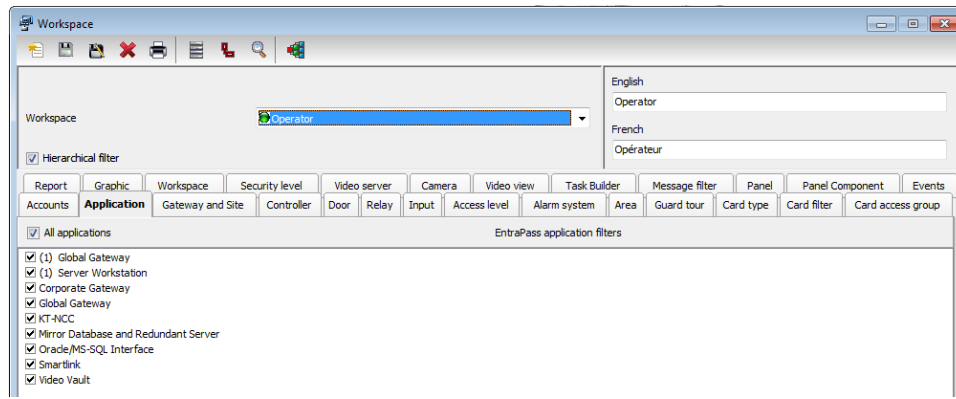 Workspace
English
Operator
Workspace
Operator
French
Opérateur
Hierarchical filter
Report Graphic Workspace Security level Video server Camera Video view Task Builder Message filter Panel Panel Component Events
Accounts Application Gateway and Site Controller Door Relay Input Access level Alarm system Area Guard tour Card type Card filter Card access group
All applications EntraPass application filters
(1) Global Gateway
(1) Server Workstation
Corporate Gateway
Global Gateway
KT-NCC
Mirror Database and Redundant Server
Oracle/MS-SQL Interface
Smartlink
Video Vault